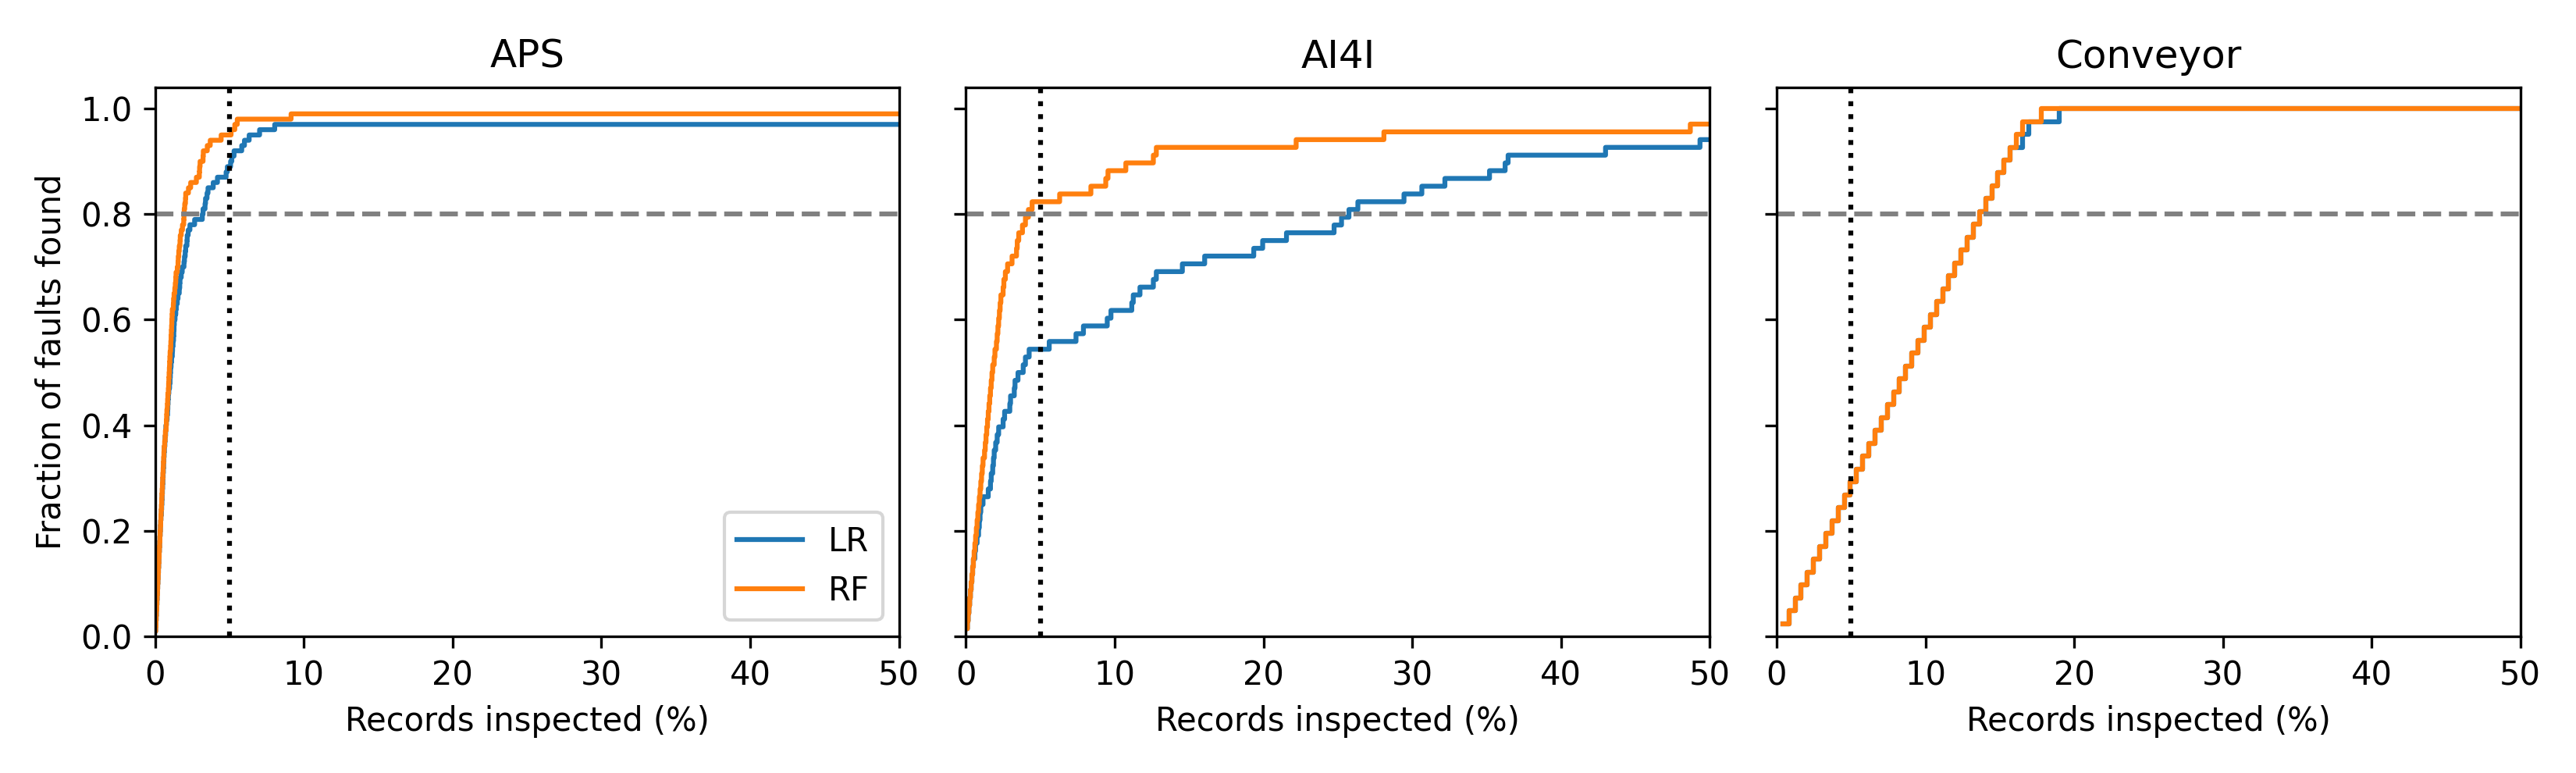 APS AI4I Conveyor
Fraction of faults found
1.0
0.8
0.6
0.4
0.2
0.0
LR
RF
0 10 20 30 40 50 0 10 20 30 40 50 0 10 20 30 40 50
Records inspected (%) Records inspected (%) Records inspected (%)